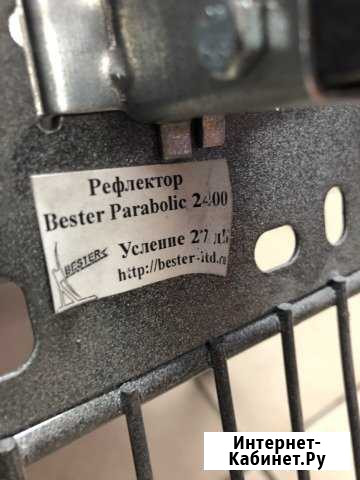 Рефлектор
Bester Parabolic 2400
BESTER
Усление 27 дБ
http://bester-ltd.ru
Интернет-
Кабинет.Ру